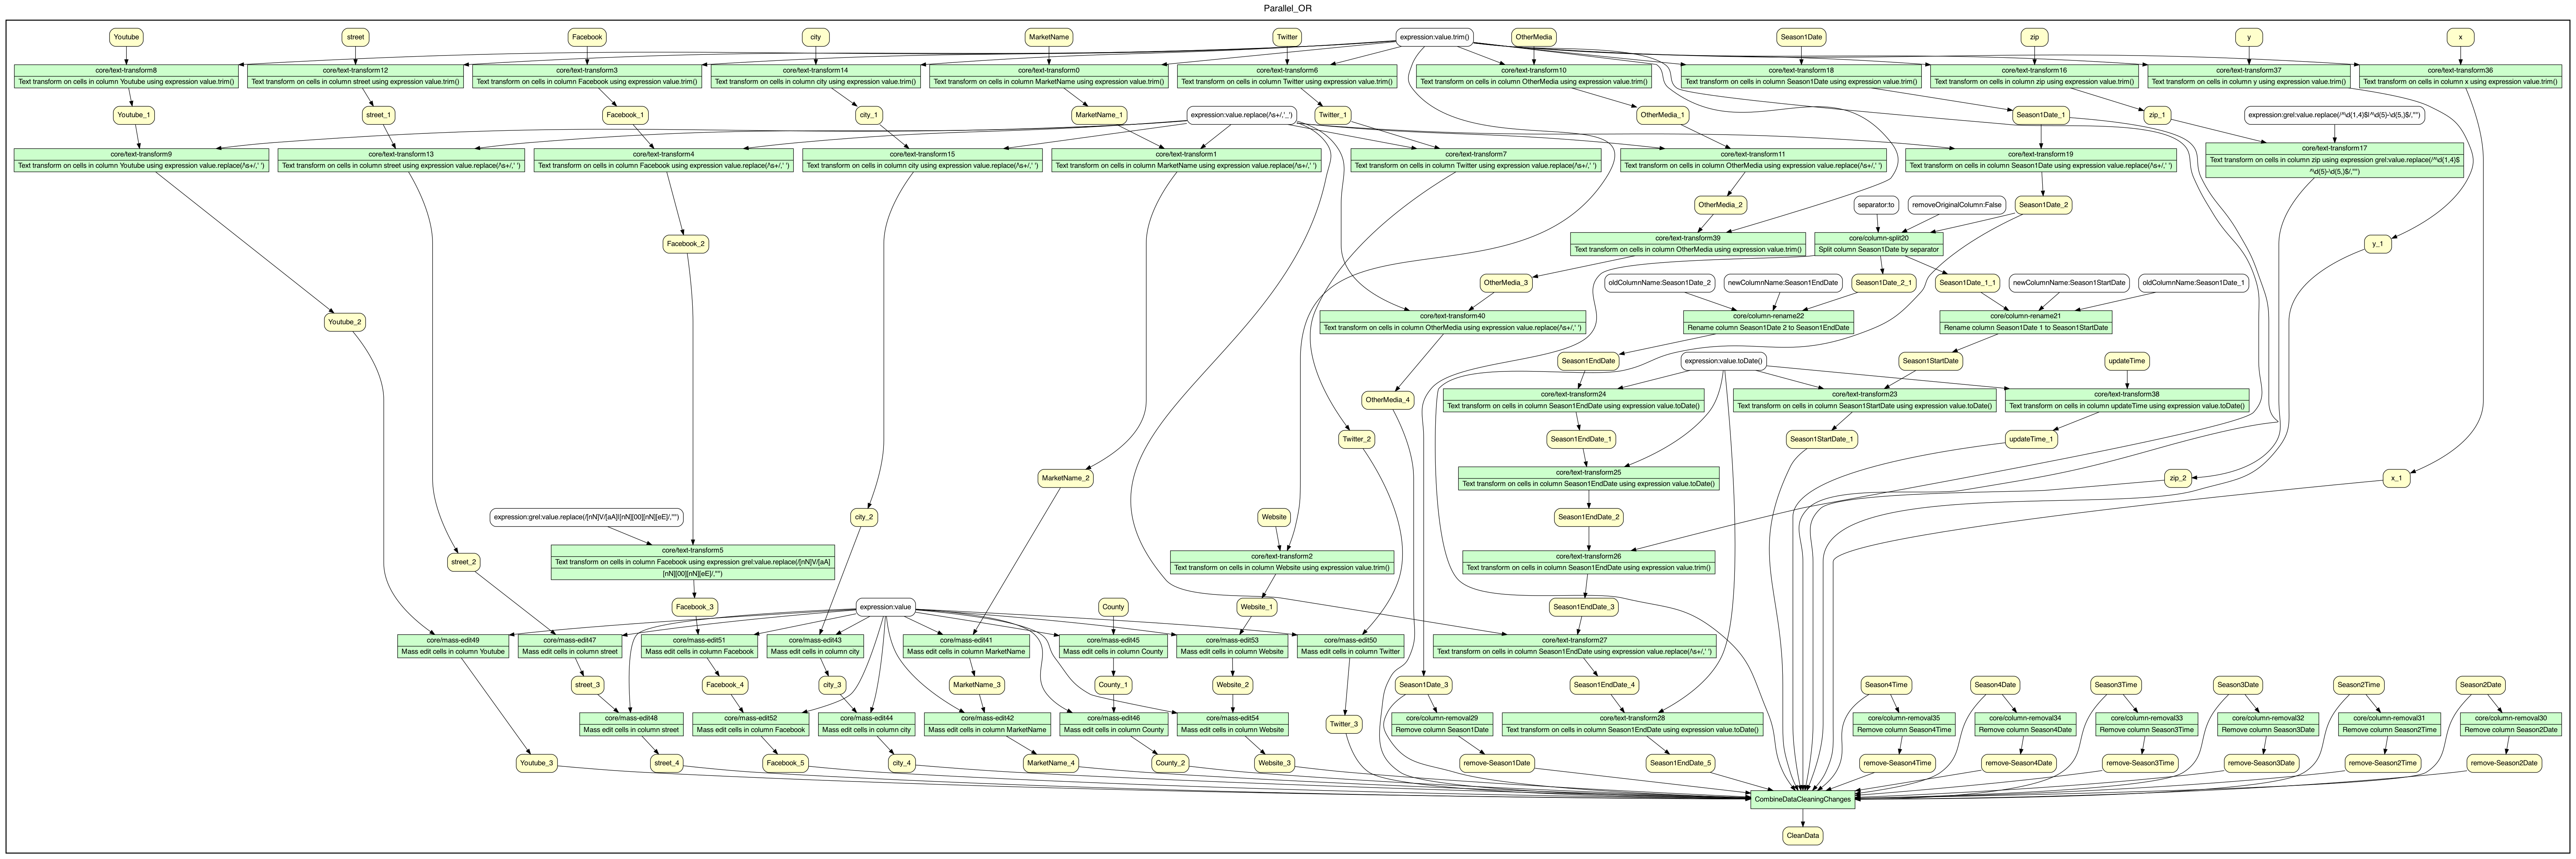 Parallel_OR
Youtube
street
Facebook
city
MarketName
Twitter
expression:value.trim()
OtherMedia
Season1Date
zip
y
x
core/text-transform8
Text transform on cells in column Youtube using expression value.trim()
core/text-transform12
Text transform on cells in column street using expression value.trim()
core/text-transform3
Text transform on cells in column Facebook using expression value.trim()
core/text-transform14
Text transform on cells in column city using expression value.trim()
core/text-transform0
Text transform on cells in column MarketName using expression value.trim()
core/text-transform6
Text transform on cells in column Twitter using expression value.trim()
core/text-transform10
Text transform on cells in column OtherMedia using expression value.trim()
core/text-transform18
Text transform on cells in column Season1Date using expression value.trim()
core/text-transform16
Text transform on cells in column zip using expression value.trim()
core/text-transform37
Text transform on cells in column y using expression value.trim()
core/text-transform36
Text transform on cells in column x using expression value.trim()
Youtube_1
street_1
Facebook_1
city_1
MarketName_1
expression:value.replace(/\s+/,'_')
Twitter_1
OtherMedia_1
Season1Date_1
zip_1
expression:grel:value.replace(/^\d{1,4}$|^\d{5}-\d{5,}$/,"")
core/text-transform9
Text transform on cells in column Youtube using expression value.replace(/\s+/,' ')
core/text-transform13
Text transform on cells in column street using expression value.replace(/\s+/,' ')
core/text-transform4
Text transform on cells in column Facebook using expression value.replace(/\s+/,' ')
core/text-transform15
Text transform on cells in column city using expression value.replace(/\s+/,' ')
core/text-transform1
Text transform on cells in column MarketName using expression value.replace(/\s+/,' ')
core/text-transform7
Text transform on cells in column Twitter using expression value.replace(/\s+/,' ')
core/text-transform11
Text transform on cells in column OtherMedia using expression value.replace(/\s+/,' ')
core/text-transform19
Text transform on cells in column Season1Date using expression value.replace(/\s+/,' ')
core/text-transform17
Text transform on cells in column zip using expression grel:value.replace(/^\d{1,4}$
^\d{5}-\d{5,}$/,"")
OtherMedia_2
separator:to
removeOriginalColumn:False
Season1Date_2
Facebook_2
core/text-transform39
Text transform on cells in column OtherMedia using expression value.trim()
core/column-split20
Split column Season1Date by separator
y_1
OtherMedia_3
oldColumnName:Season1Date_2
newColumnName:Season1EndDate
Season1Date_2_1
Season1Date_1_1
newColumnName:Season1StartDate
oldColumnName:Season1Date_1
Youtube_2
core/text-transform40
Text transform on cells in column OtherMedia using expression value.replace(/\s+/,' ')
core/column-rename22
Rename column Season1Date 2 to Season1EndDate
core/column-rename21
Rename column Season1Date 1 to Season1StartDate
Season1EndDate
expression:value.toDate()
Season1StartDate
updateTime
OtherMedia_4
core/text-transform24
Text transform on cells in column Season1EndDate using expression value.toDate()
core/text-transform23
Text transform on cells in column Season1StartDate using expression value.toDate()
core/text-transform38
Text transform on cells in column updateTime using expression value.toDate()
Twitter_2
Season1EndDate_1
Season1StartDate_1
updateTime_1
MarketName_2
core/text-transform25
Text transform on cells in column Season1EndDate using expression value.toDate()
zip_2
x_1
city_2
Website
Season1EndDate_2
street_2
core/text-transform5
Text transform on cells in column Facebook using expression grel:value.replace(/[nN]\/[aA]
core/text-transform2
Text transform on cells in column Website using expression value.trim()
core/text-transform26
Text transform on cells in column Season1EndDate using expression value.trim()
Facebook_3
expression:value
County
Website_1
Season1EndDate_3
core/mass-edit49
Mass edit cells in column Youtube
core/mass-edit47
Mass edit cells in column street
core/mass-edit51
Mass edit cells in column Facebook
core/mass-edit43
Mass edit cells in column city
core/mass-edit41
Mass edit cells in column MarketName
core/mass-edit45
Mass edit cells in column County
core/mass-edit53
Mass edit cells in column Website
core/mass-edit50
Mass edit cells in column Twitter
core/text-transform27
Text transform on cells in column Season1EndDate using expression value.replace(/\s+/,' ')
street_3
Facebook_4
city_3
MarketName_3
County_1
Website_2
Season1Date_3
Season1EndDate_4
Season4Time
Season4Date
Season3Time
Season3Date
Season2Time
Season2Date
core/mass-edit48
Mass edit cells in column street
core/mass-edit52
Mass edit cells in column Facebook
core/mass-edit44
Mass edit cells in column city
core/mass-edit42
Mass edit cells in column MarketName
core/mass-edit46
Mass edit cells in column County
core/mass-edit54
Mass edit cells in column Website
Twitter_3
core/column-removal29
Remove column Season1Date
core/text-transform28
Text transform on cells in column Season1EndDate using expression value.toDate()
core/column-removal35
Remove column Season4Time
core/column-removal34
Remove column Season4Date
core/column-removal33
Remove column Season3Time
core/column-removal32
Remove column Season3Date
core/column-removal31
Remove column Season2Time
core/column-removal30
Remove column Season2Date
Youtube_3
street_4
Facebook_5
city_4
MarketName_4
County_2
Website_3
remove-Season1Date
Season1EndDate_5
remove-Season4Time
remove-Season4Date
remove-Season3Time
remove-Season3Date
remove-Season2Time
remove-Season2Date
CombineDataCleaningChanges
CleanData